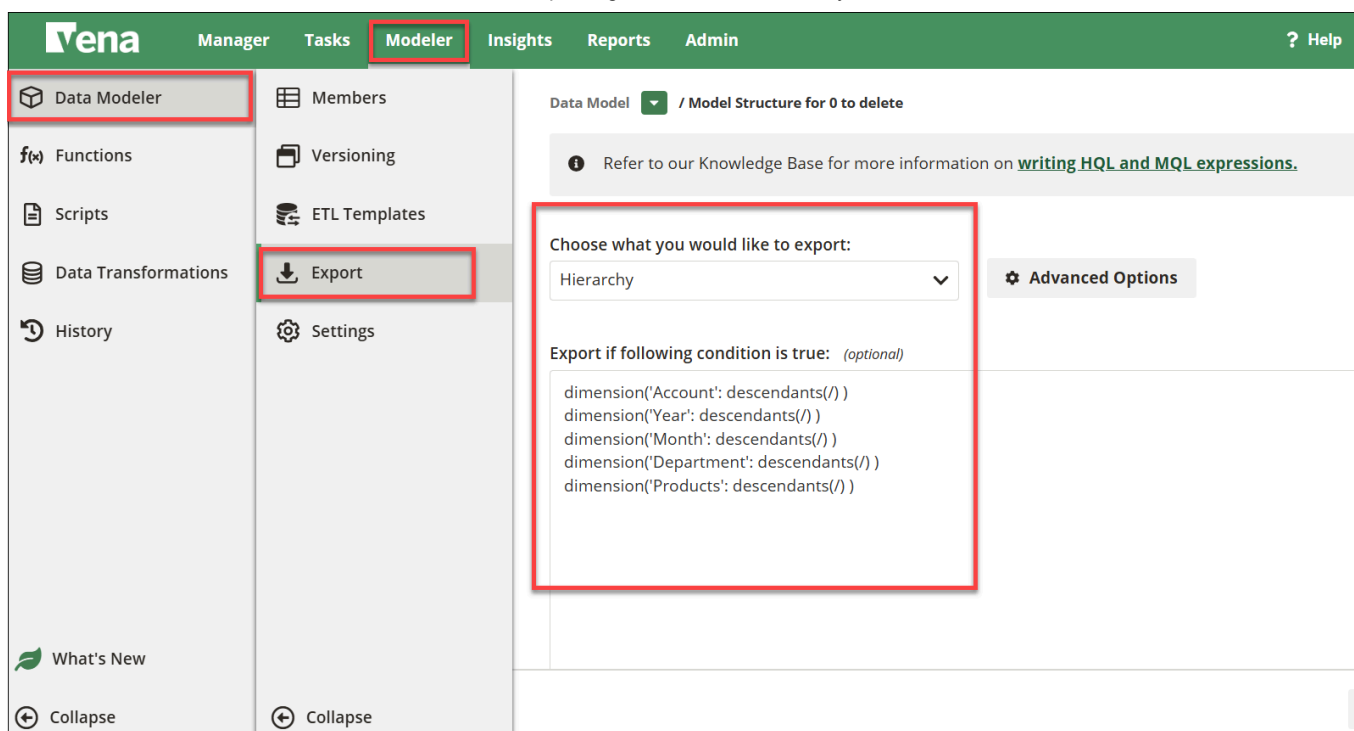 Vena
Manager Tasks Modeler Insights Reports Admin ? Help
Data Modeler
Functions
Scripts
Data Transformations
History
What's New
Collapse
Members
Versioning
ETL Templates
Export
Settings
Collapse
Data Model / Model Structure for 0 to delete
Refer to our Knowledge Base for more information on writing HQL and MQL expressions.
Choose what you would like to export:
Hierarchy
Advanced Options
Export if following condition is true: (optional)
dimension('Account': descendants(/) )
dimension('Year': descendants(/) )
dimension('Month': descendants(/) )
dimension('Department': descendants(/) )
dimension('Products': descendants(/) )